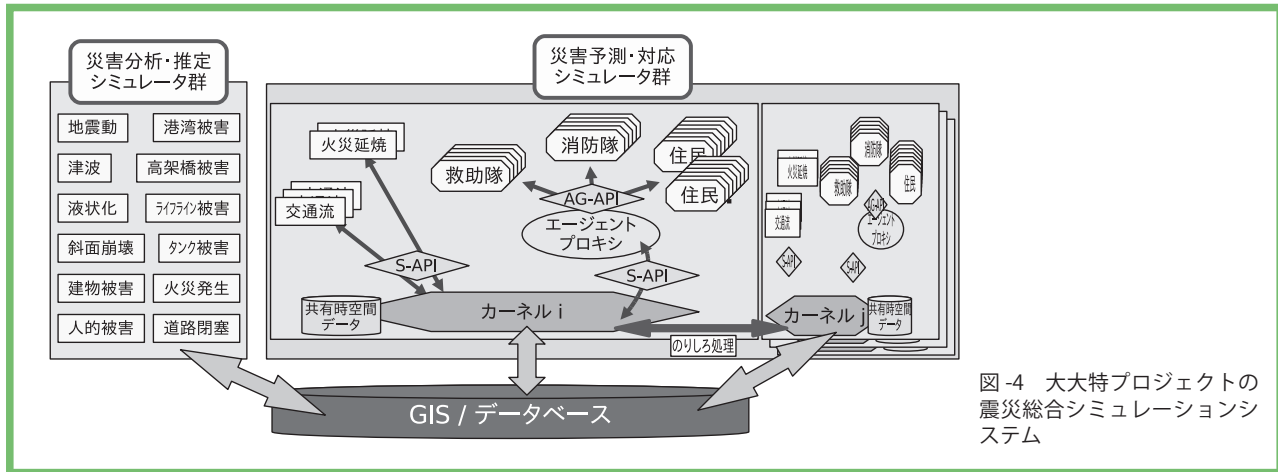 災害分析・推定
シミュレータ群
地震動
港湾被害
津波
高架橋被害
液状化
ライフライン被害
斜面崩壊
タンク被害
建物被害
火災発生
人的被害
道路閉塞
災害予測・対応
シミュレータ群
火災延焼
交通流
救助隊
消防隊
住民
住民
AG-API
エージェント
プロキシ
S-API
S-API
共有時空間
データ
カーネル i
のりしろ処理
火災延焼
交通流
救助隊
消防隊
住民
AG-API
エージェント
プロキシ
S-API
S-API
カーネル j
共有時空間
データ
GIS / データベース
図 -4 大大特プロジェクトの
震災総合シミュレーションシ
ステム